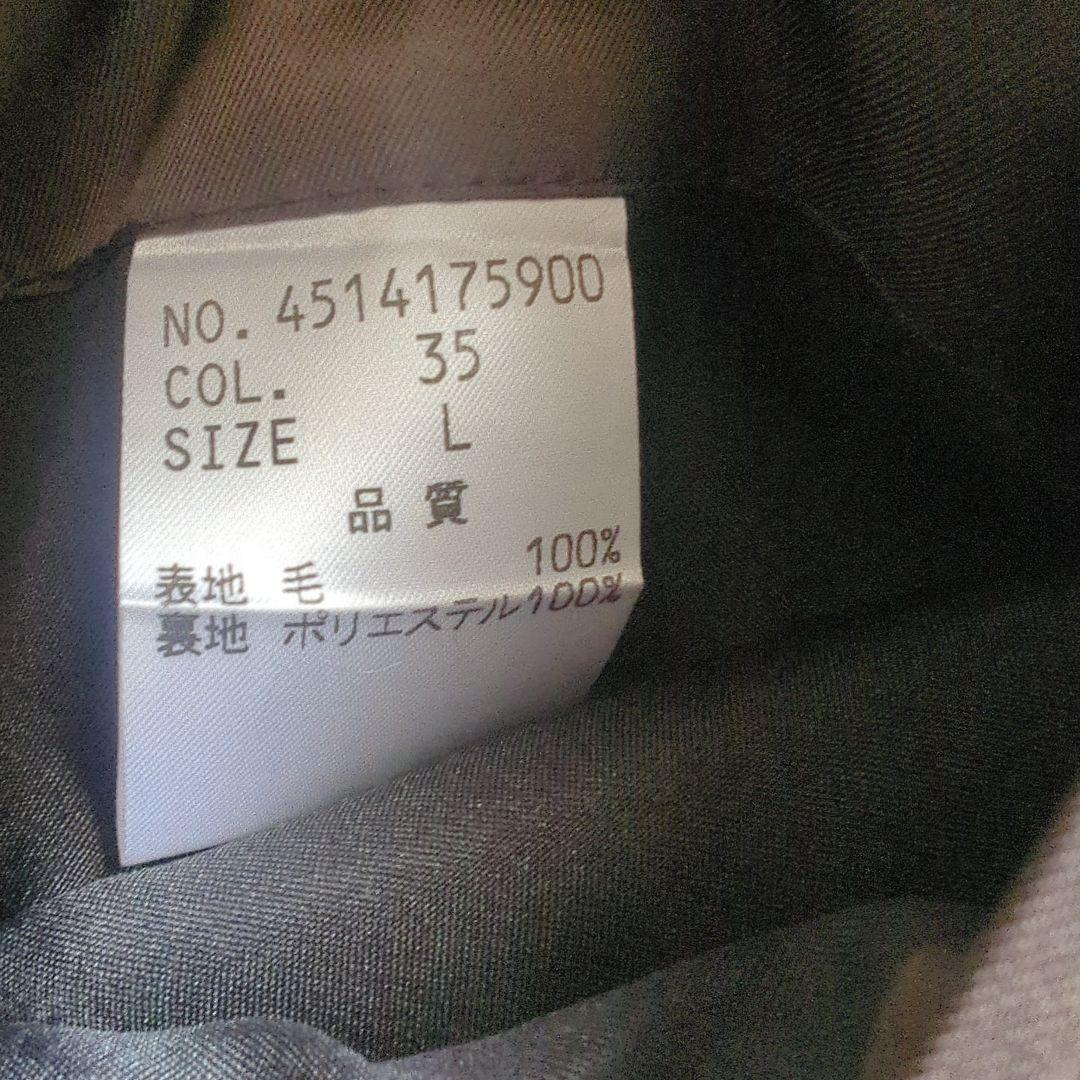 NO. 4514175900
COL. 35
SIZE L
品質
表地 毛 100%
裏地 ポリエステル100%